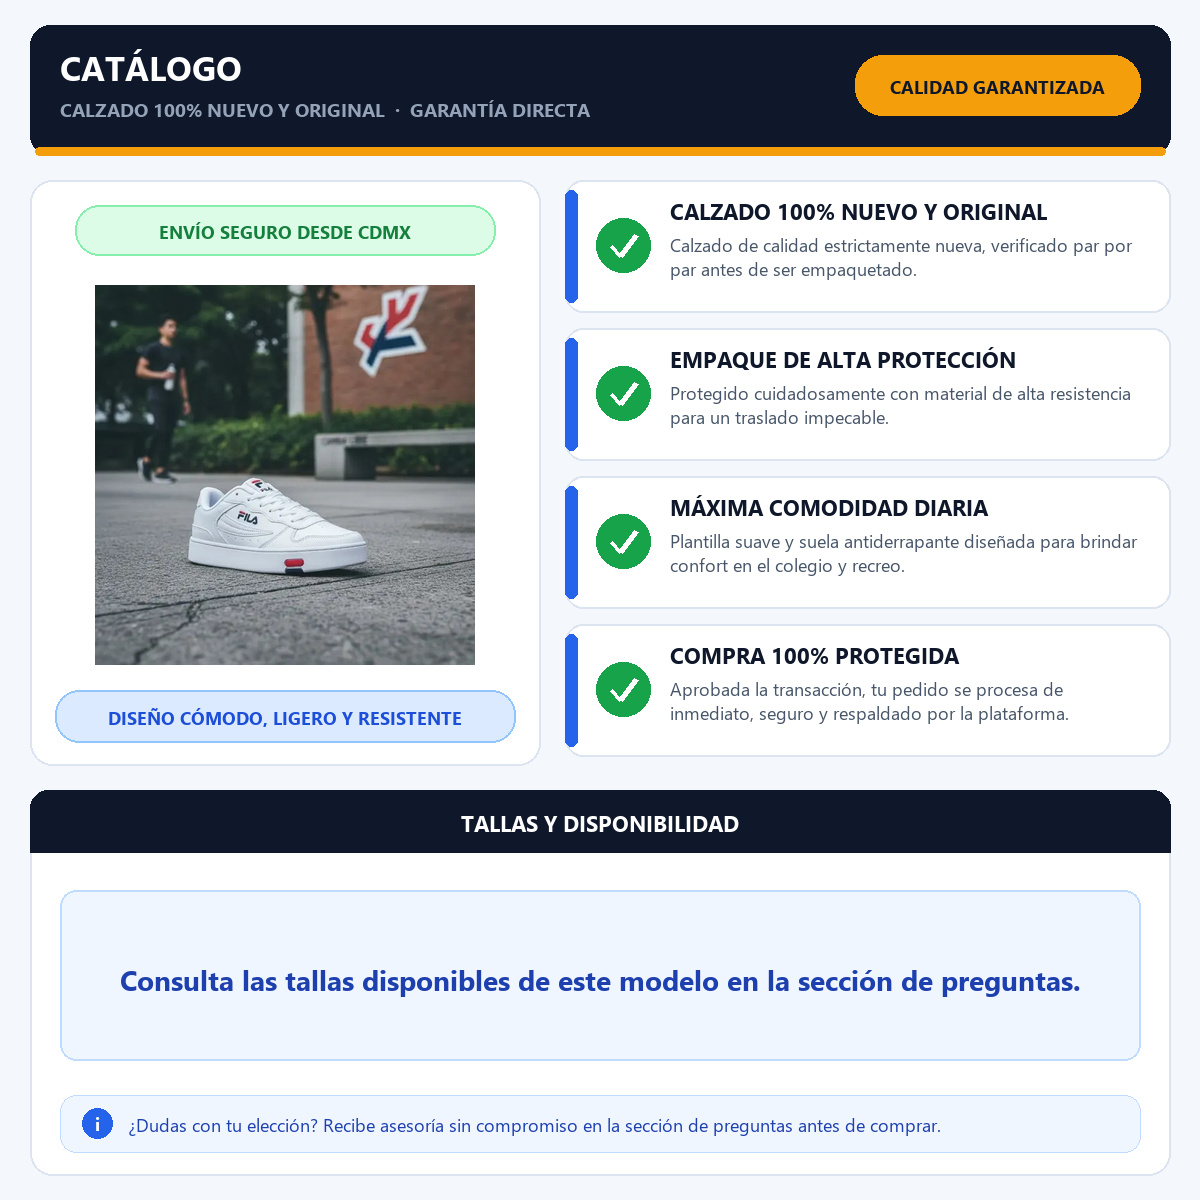 CATÁLOGO
CALZADO 100% NUEVO Y ORIGINAL · GARANTÍA DIRECTA
CALIDAD GARANTIZADA
ENVÍO SEGURO DESDE CDMX
FILA
DISEÑO CÓMODO, LIGERO Y RESISTENTE
CALZADO 100% NUEVO Y ORIGINAL
Calzado de calidad estrictamente nueva, verificado par por
par antes de ser empaquetado.
EMPAQUE DE ALTA PROTECCIÓN
Protegido cuidadosamente con material de alta resistencia
para un traslado impecable.
MÁXIMA COMODIDAD DIARIA
Plantilla suave y suela antiderrapante diseñada para brindar
confort en el colegio y recreo.
COMPRA 100% PROTEGIDA
Aprobada la transacción, tu pedido se procesa de
inmediato, seguro y respaldado por la plataforma.
TALLAS Y DISPONIBILIDAD
Consulta las tallas disponibles de este modelo en la sección de preguntas.
¿Dudas con tu elección? Recibe asesoría sin compromiso en la sección de preguntas antes de comprar.